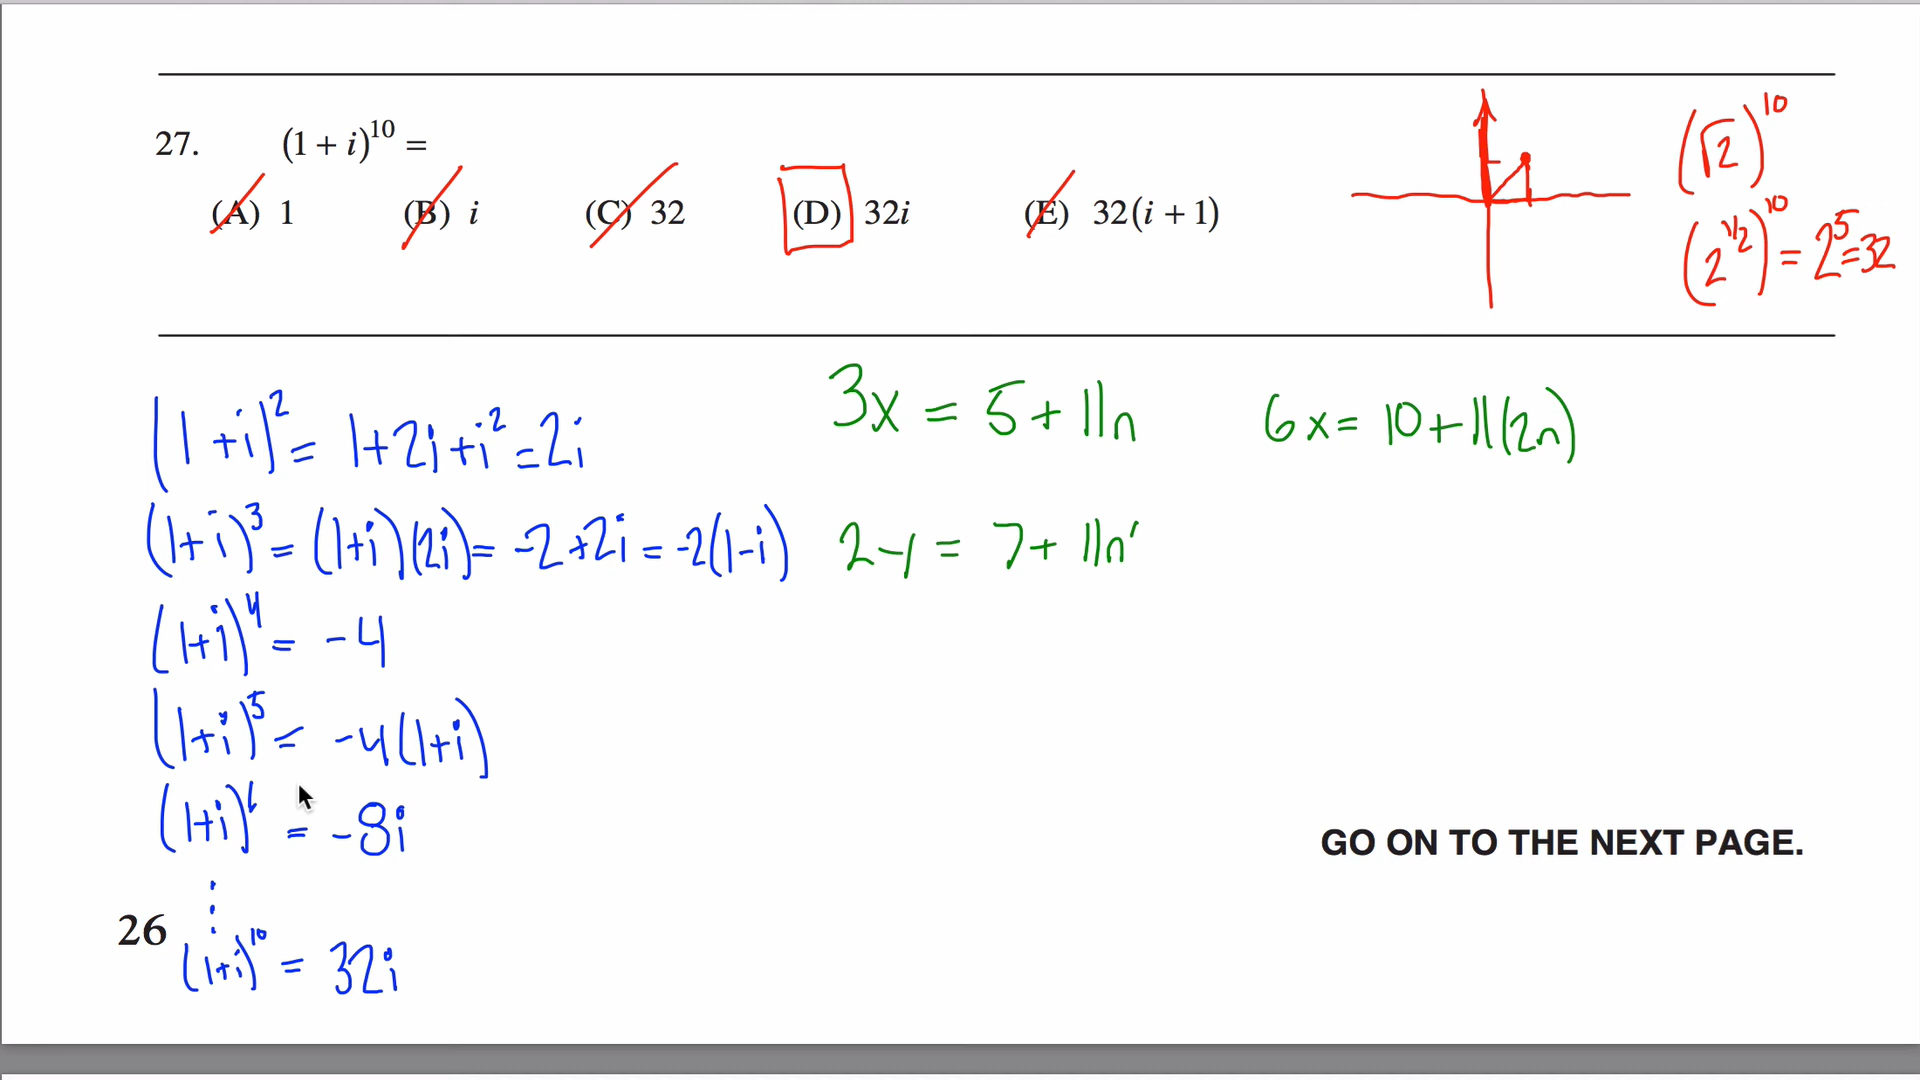 27. (1 + i)^10 =
(A) 1 (B) i (C) 32 (D) 32i (E) 32(i + 1)
(√2)^10
(2^1/2)^10 = 2^5 = 32
(1+i)^2 = 1+2i+i^2 = 2i
(1+i)^3 = (1+i)(2i) = -2+2i = -2(1-i)
(1+i)^4 = -4
(1+i)^5 = -4(1+i)
(1+i)^6 = -8i
⋮
(1+i)^10 = 32i
3x = 5+11n
6x = 10+11(2n)
2-y = 7+11n'
GO ON TO THE NEXT PAGE.
26